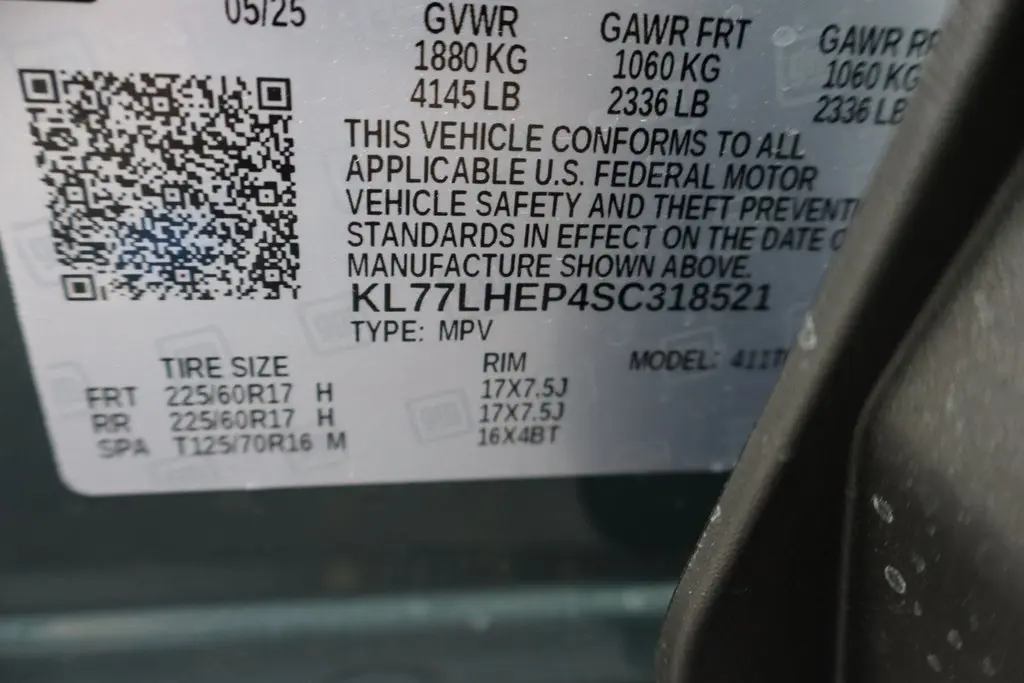 05/25
GVWR GAWR FRT GAWR
1880 KG 1060 KG 1060 KG
4145 LB 2336 LB 2336 LB
THIS VEHICLE CONFORMS TO ALL
APPLICABLE U.S. FEDERAL MOTOR
VEHICLE SAFETY AND THEFT PREVENT
STANDARDS IN EFFECT ON THE DATE
MANUFACTURE SHOWN ABOVE.
KL77LHEP4SC318521
TYPE: MPV
TIRE SIZE RIM MODEL: 411T
FRT 225/60R17 H 17X7.5J
RR 225/60R17 H 17X7.5J
SPA T125/70R16 M 16X4BT